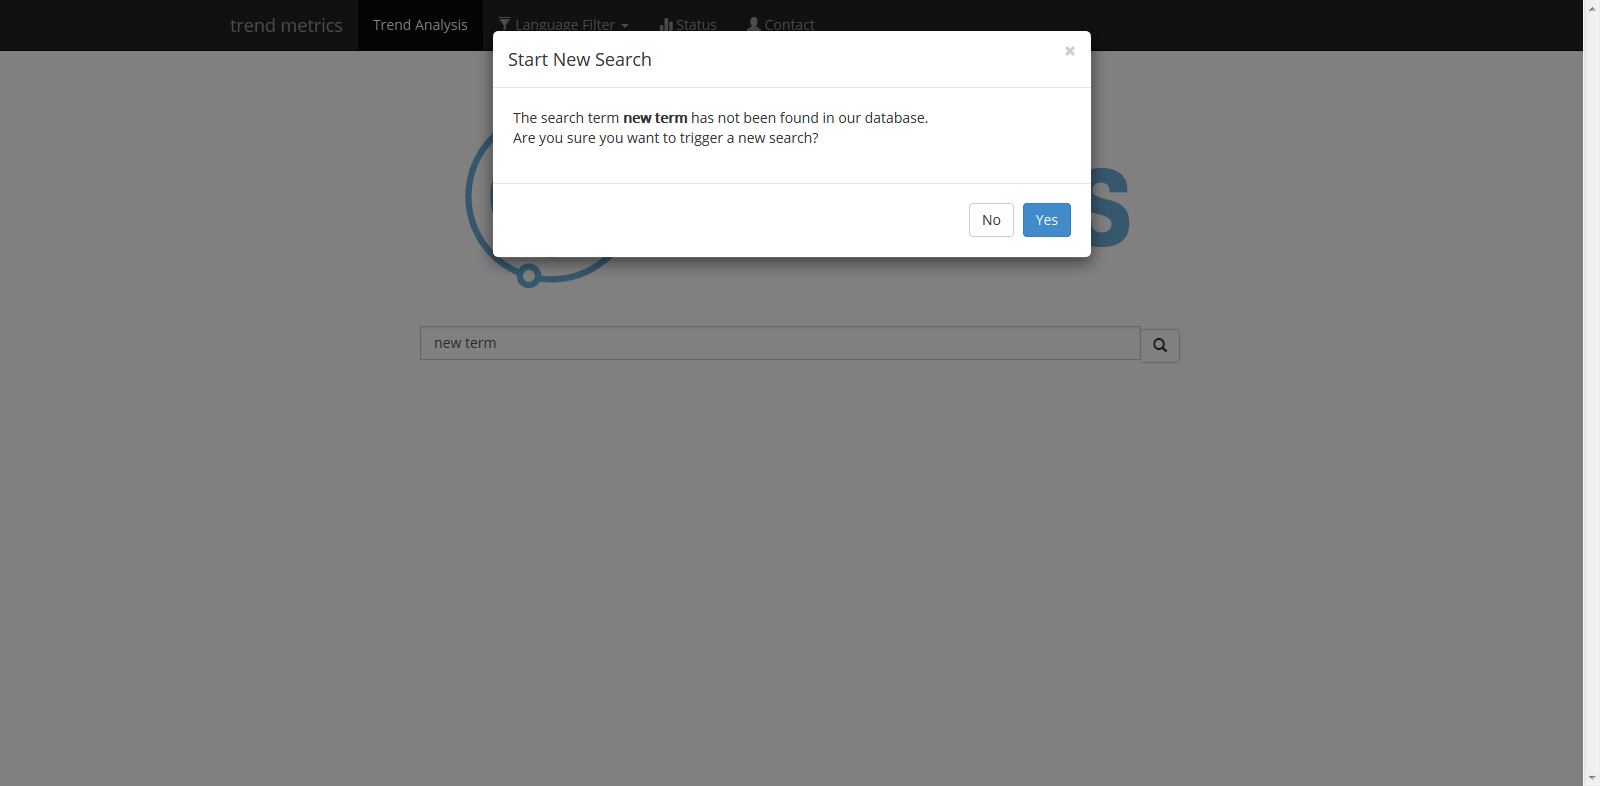 trend metrics
Trend Analysis
Language Filter
Status
Contact
Start New Search
×
The search term new term has not been found in our database.
Are you sure you want to trigger a new search?
No
Yes
S
new term